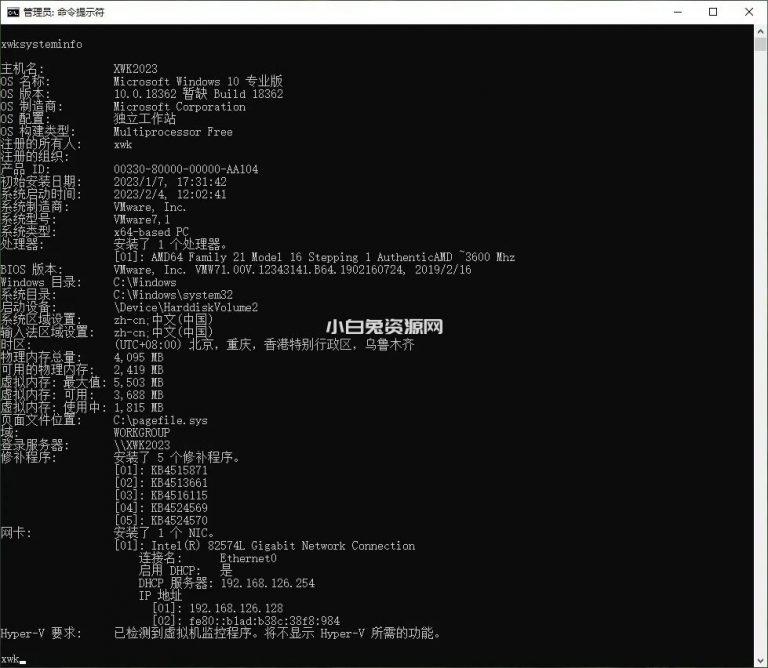 管理员: 命令提示符
xwksysteminfo
主机名: XWK2023
OS 名称: Microsoft Windows 10 专业版
OS 版本: 10.0.18362 暂缺 Build 18362
OS 制造商: Microsoft Corporation
OS 配置: 独立工作站
OS 构建类型: Multiprocessor Free
注册的所有人: xwk
注册的组织:
产品 ID: 00330-80000-00000-AA104
初始安装日期: 2023/1/7, 17:31:42
系统启动时间: 2023/2/4, 12:02:41
系统制造商: VMware, Inc.
系统型号: VMware7,1
系统类型: x64-based PC
处理器: 安装了 1 个处理器。
[01]: AMD64 Family 21 Model 16 Stepping 1 AuthenticAMD ~3600 Mhz
BIOS 版本: VMware, Inc. VMW71.00V.12343141.B64.1902160724, 2019/2/16
Windows 目录: C:\Windows
系统目录: C:\Windows\system32
启动设备: \Device\HarddiskVolume2
系统区域设置: zh-cn;中文(中国)
小白兔资源网
输入法区域设置: zh-cn;中文(中国)
时区: (UTC+08:00) 北京，重庆，香港特别行政区，乌鲁木齐
物理内存总量: 4,095 MB
可用的物理内存: 2,419 MB
虚拟内存: 最大值: 5,503 MB
虚拟内存: 可用: 3,688 MB
虚拟内存: 使用中: 1,815 MB
页面文件位置: C:\pagefile.sys
域: WORKGROUP
登录服务器: \\XWK2023
修补程序: 安装了 5 个修补程序。
[01]: KB4515871
[02]: KB4513661
[03]: KB4516115
[04]: KB4524569
[05]: KB4524570
网卡: 安装了 1 个 NIC。
[01]: Intel(R) 82574L Gigabit Network Connection
连接名: Ethernet0
启用 DHCP: 是
DHCP 服务器: 192.168.126.254
IP 地址
[01]: 192.168.126.128
[02]: fe80::b1ad:b38c:38f8:984
Hyper-V 要求: 已检测到虚拟机监控程序。将不显示 Hyper-V 所需的功能。
xwk